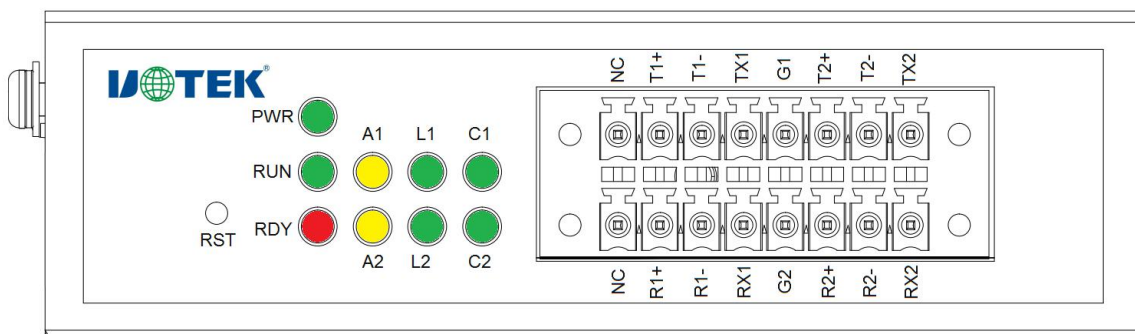 NC T1+ T1- TX1 G1 T2+ T2- TX2
UOTEK®
PWR
A1 L1 C1
RUN
RST RDY
A2 L2 C2
NC R1+ R1- RX1 G2 R2+ R2- RX2